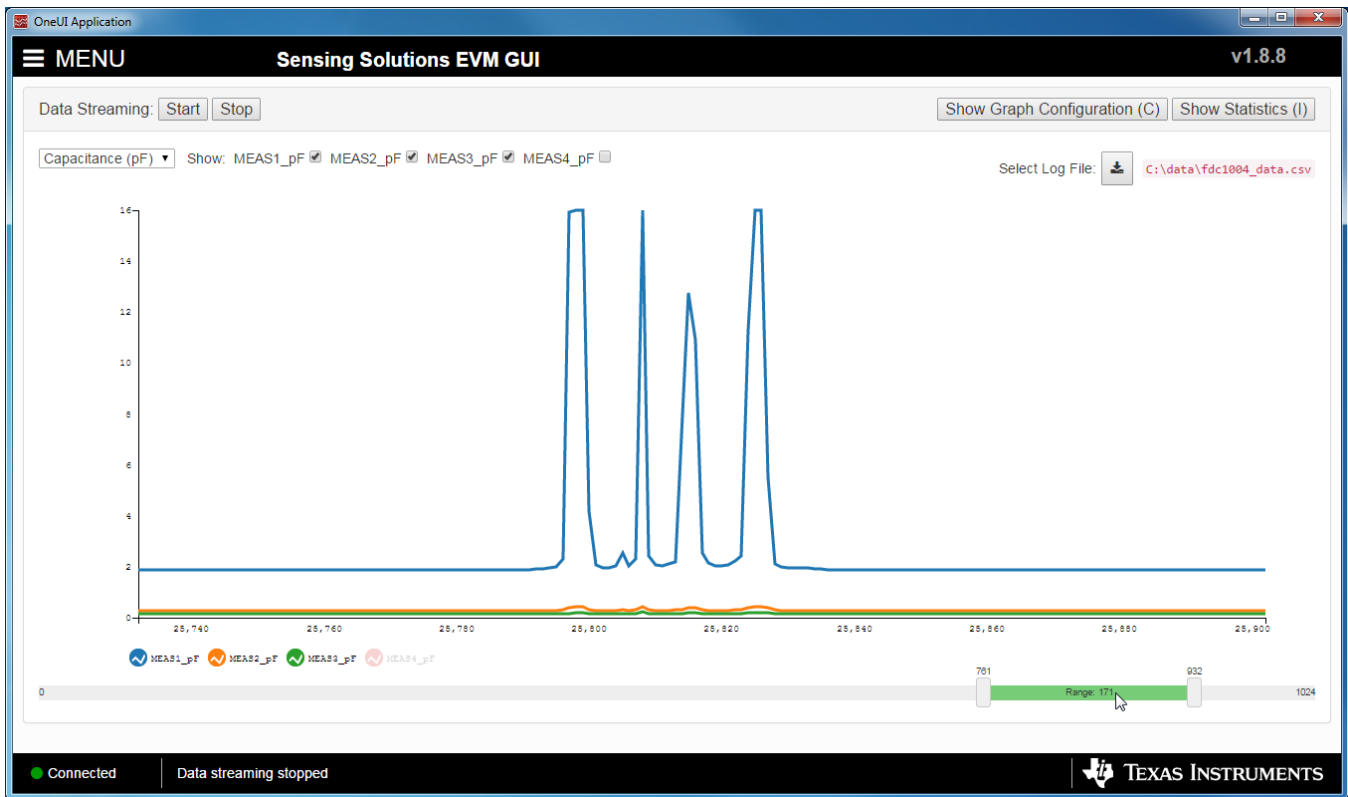 OneUI Application
MENU Sensing Solutions EVM GUI v1.8.8
Data Streaming: Start Stop Show Graph Configuration (C) Show Statistics (I)
Capacitance (pF) Show: MEAS1_pF MEAS2_pF MEAS3_pF MEAS4_pF
Select Log File: C:\data\fdc1004_data.csv
16
14
12
10
8
6
4
2
0
25,740 25,760 25,780 25,800 25,820 25,840 25,860 25,880 25,900
MEAS1_pF MEAS2_pF MEAS3_pF MEAS4_pF
761 932
0 Range: 171 1024
Connected Data streaming stopped TEXAS INSTRUMENTS